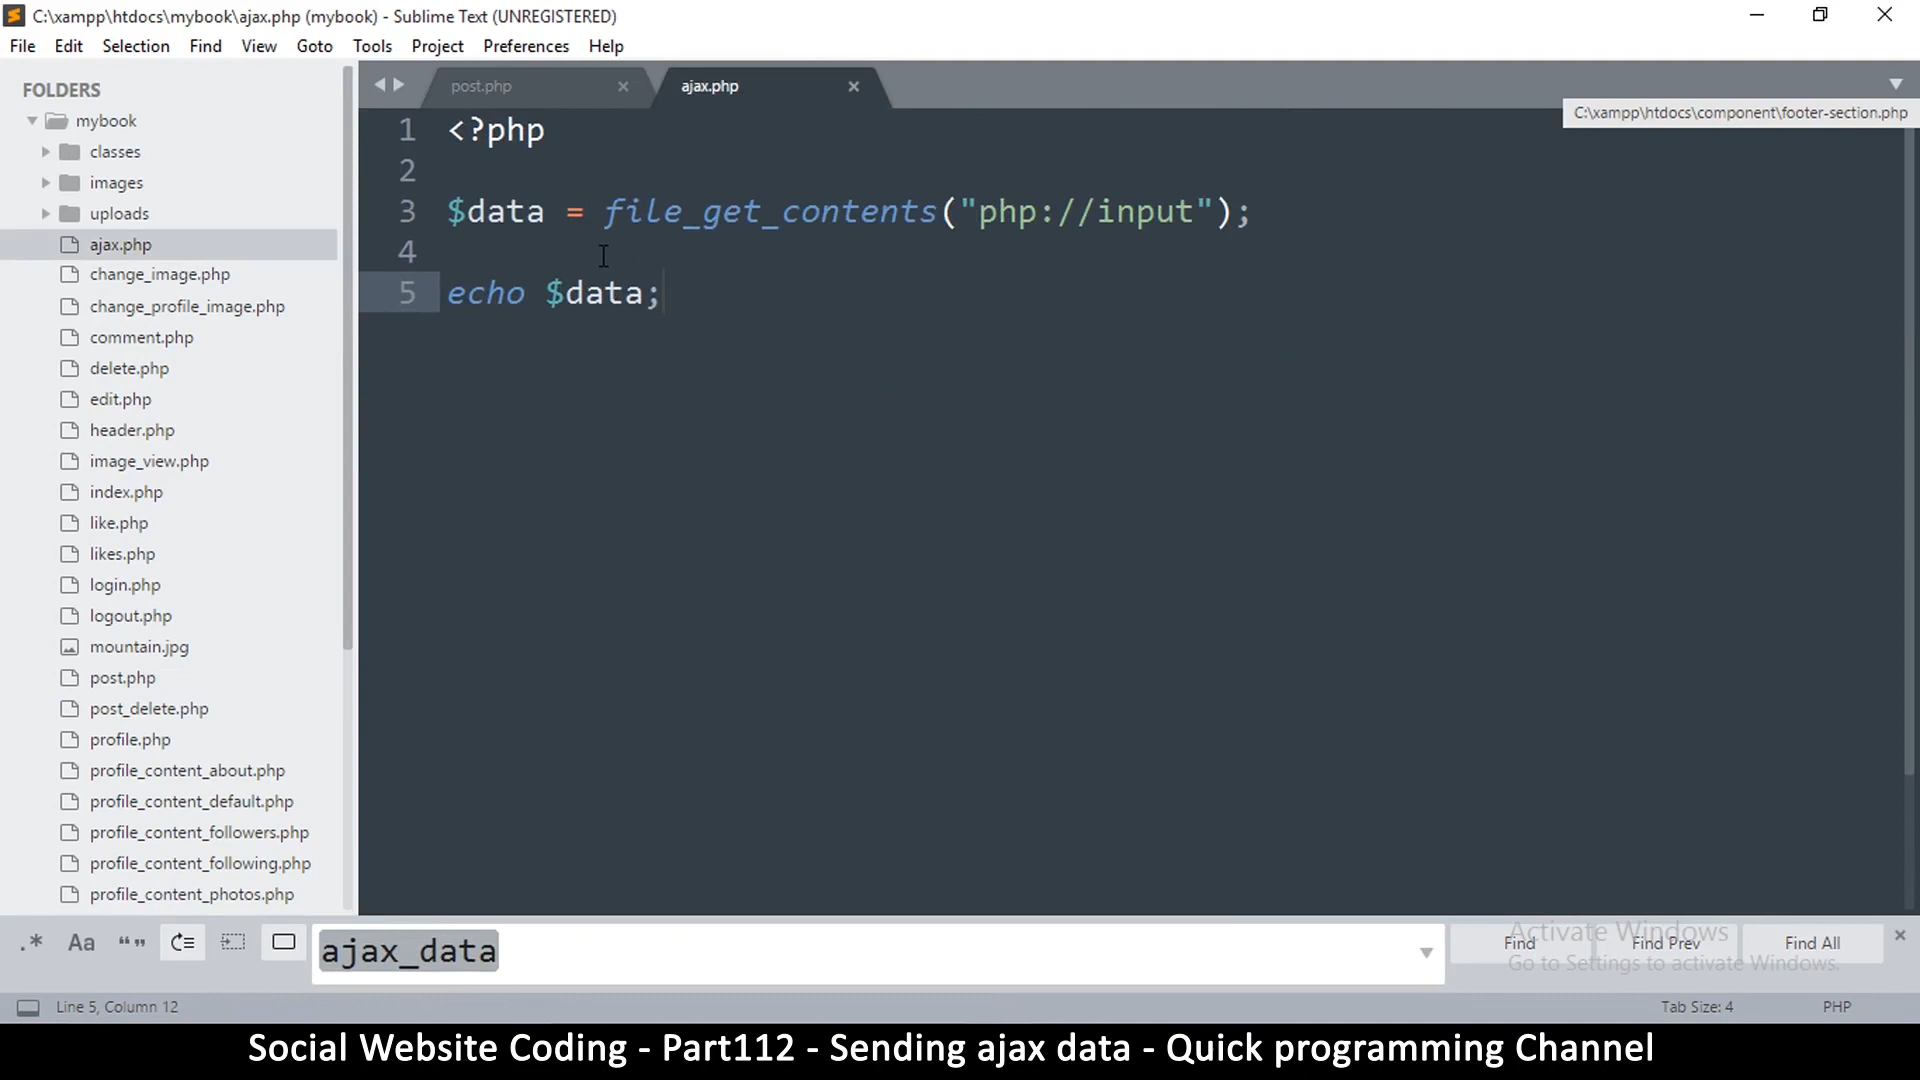 C:\xampp\htdocs\mybook\ajax.php (mybook) - Sublime Text (UNREGISTERED)
File Edit Selection Find View Goto Tools Project Preferences Help
FOLDERS
mybook
classes
images
uploads
ajax.php
change_image.php
change_profile_image.php
comment.php
delete.php
edit.php
header.php
image_view.php
index.php
like.php
likes.php
login.php
logout.php
mountain.jpg
post.php
post_delete.php
profile.php
profile_content_about.php
profile_content_default.php
profile_content_followers.php
profile_content_following.php
profile_content_photos.php
post.php
ajax.php
C:\xampp\htdocs\component\footer-section.php
1 <?php
2
3 $data = file_get_contents("php://input");
4
5 echo $data;
.* Aa “” ajax_data Find Find Prev Find All
Activate Windows
Go to Settings to activate Windows.
Line 5, Column 12 Tab Size: 4 PHP
Social Website Coding - Part112 - Sending ajax data - Quick programming Channel